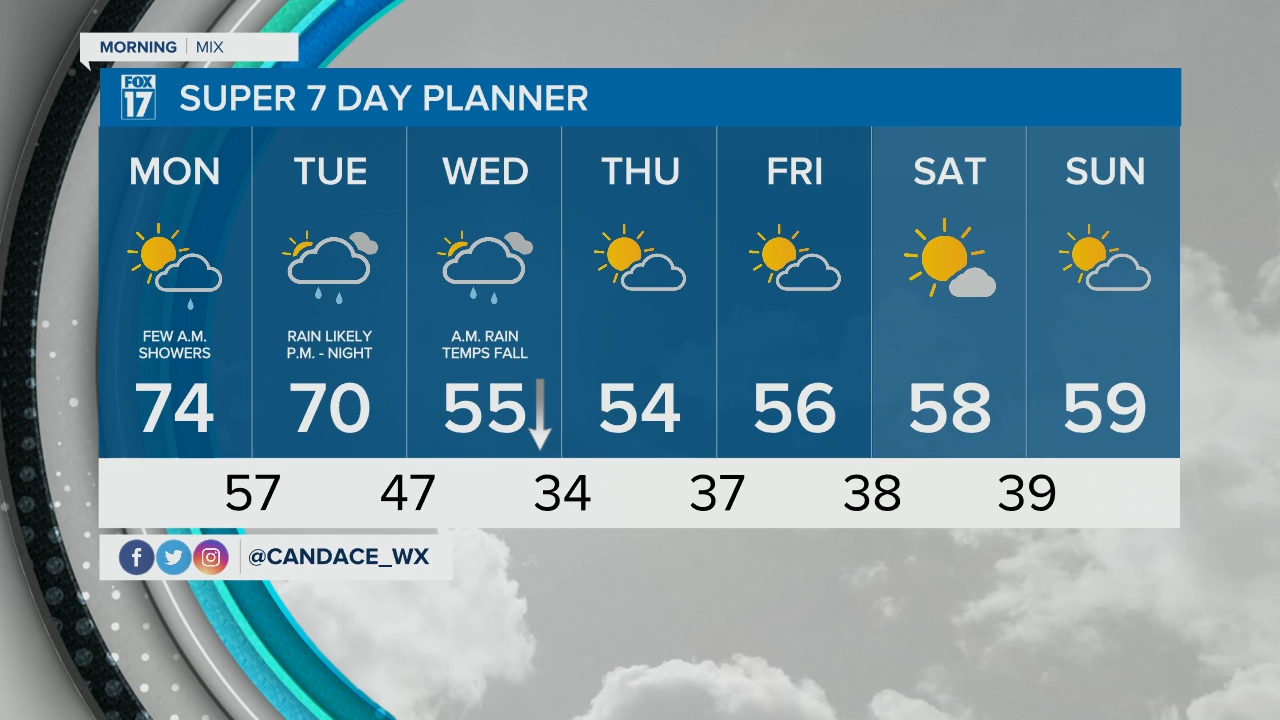 MORNING | MIX
FOX 17
SUPER 7 DAY PLANNER
MON TUE WED THU FRI SAT SUN
FEW A.M. RAIN LIKELY A.M. RAIN
SHOWERS P.M. - NIGHT TEMPS FALL
74 70 55 54 56 58 59
57 47 34 37 38 39
@CANDACE_WX